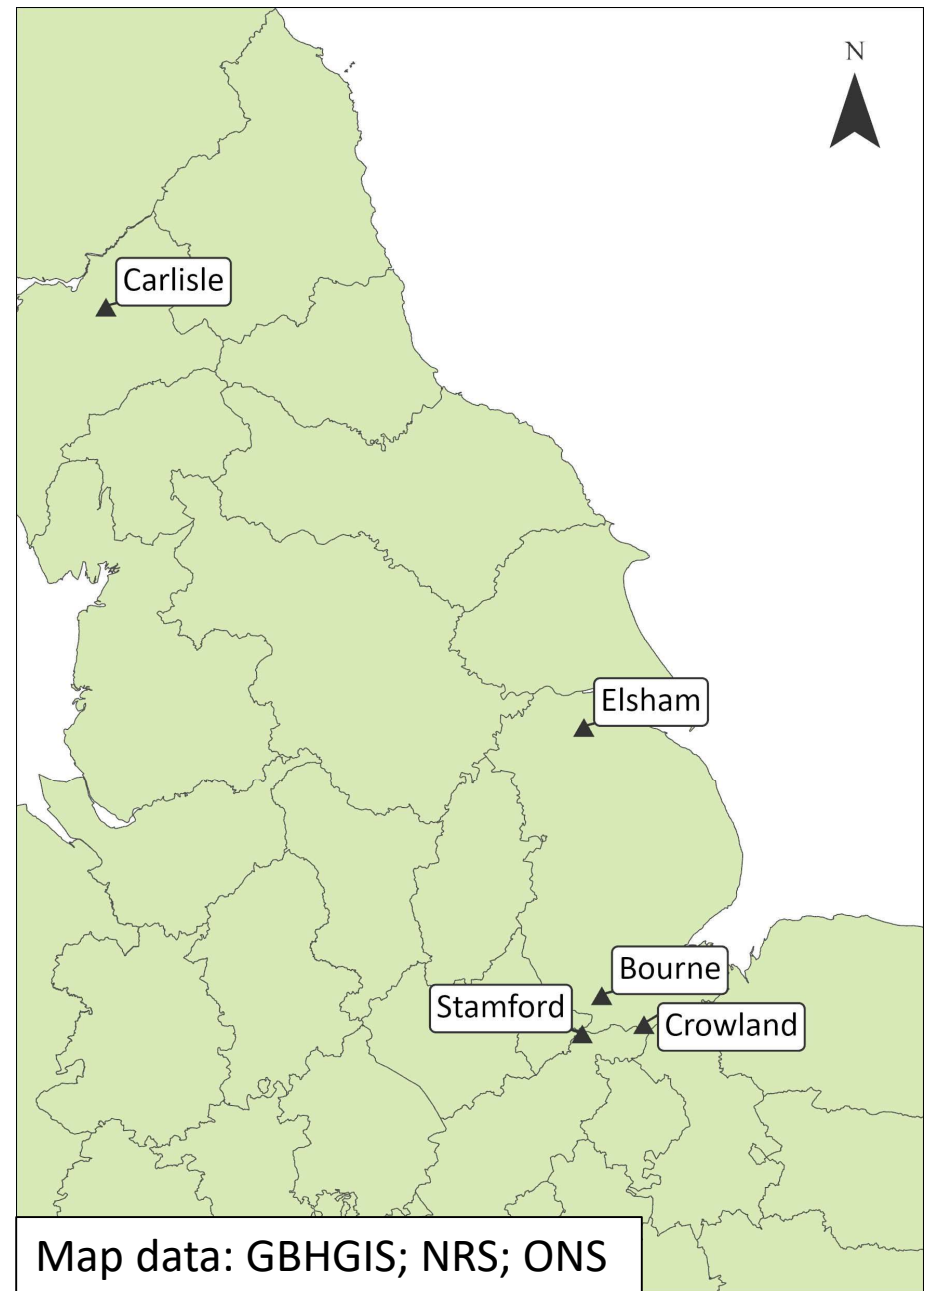 N
Carlisle
Elsham
Bourne
Stamford
Crowland
Map data: GBHGIS; NRS; ONS